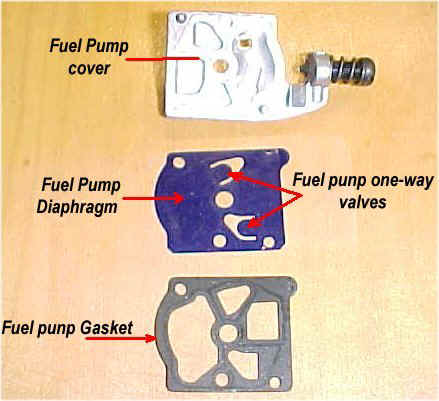 Fuel Pump
cover
Fuel Pump
Diaphragm
Fuel punp one-way
valves
Fuel punp Gasket